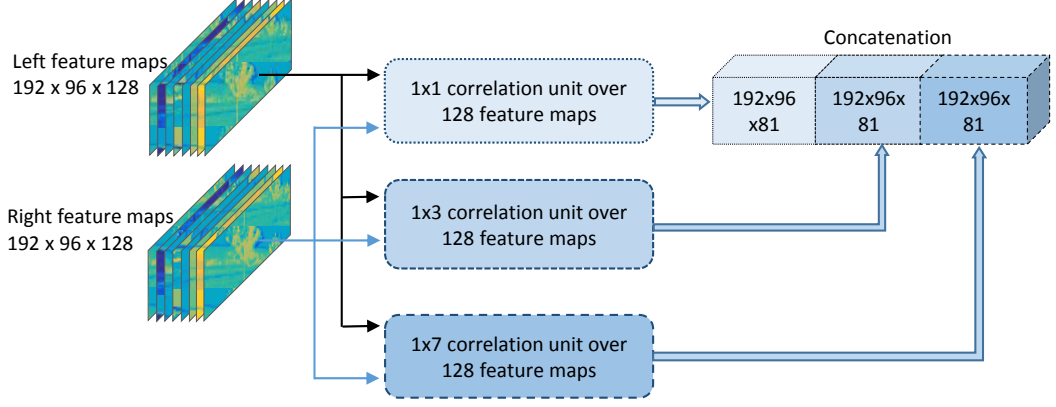 Left feature maps
192 x 96 x 128
Right feature maps
192 x 96 x 128
1x1 correlation unit over
128 feature maps
1x3 correlation unit over
128 feature maps
1x7 correlation unit over
128 feature maps
Concatenation
192x96
x81
192x96x
81
192x96x
81